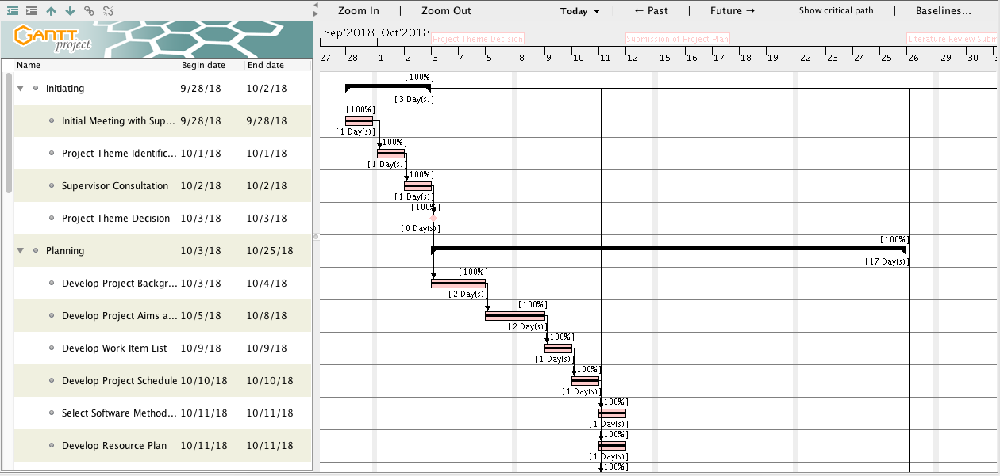 Zoom In | Zoom Out Today | ← Past | Future → Show critical path | Baselines...
GANTT project
Sep'2018 Oct'2018
Project Theme Decision Submission of Project Plan Literature Review Subm
27 28 1 2 3 4 5 8 9 10 11 12 15 16 17 18 19 22 23 24 25 26 29 30
Name Begin date End date
Initiating 9/28/18 10/2/18
[100%]
[3 Day(s)]
Initial Meeting with Sup... 9/28/18 9/28/18
[100%]
[1 Day(s)]
Project Theme Identific... 10/1/18 10/1/18
[100%]
[1 Day(s)]
Supervisor Consultation 10/2/18 10/2/18
[100%]
[1 Day(s)]
Project Theme Decision 10/3/18 10/3/18
[100%]
[0 Day(s)]
Planning 10/3/18 10/25/18
[100%]
[17 Day(s)]
Develop Project Backgr... 10/3/18 10/4/18
[100%]
[2 Day(s)]
Develop Project Aims a... 10/5/18 10/8/18
[100%]
[2 Day(s)]
Develop Work Item List 10/9/18 10/9/18
[100%]
[1 Day(s)]
Develop Project Schedule 10/10/18 10/10/18
[100%]
[1 Day(s)]
Select Software Method... 10/11/18 10/11/18
[100%]
[1 Day(s)]
Develop Resource Plan 10/11/18 10/11/18
[100%]
[1 Day(s)]
[100%]